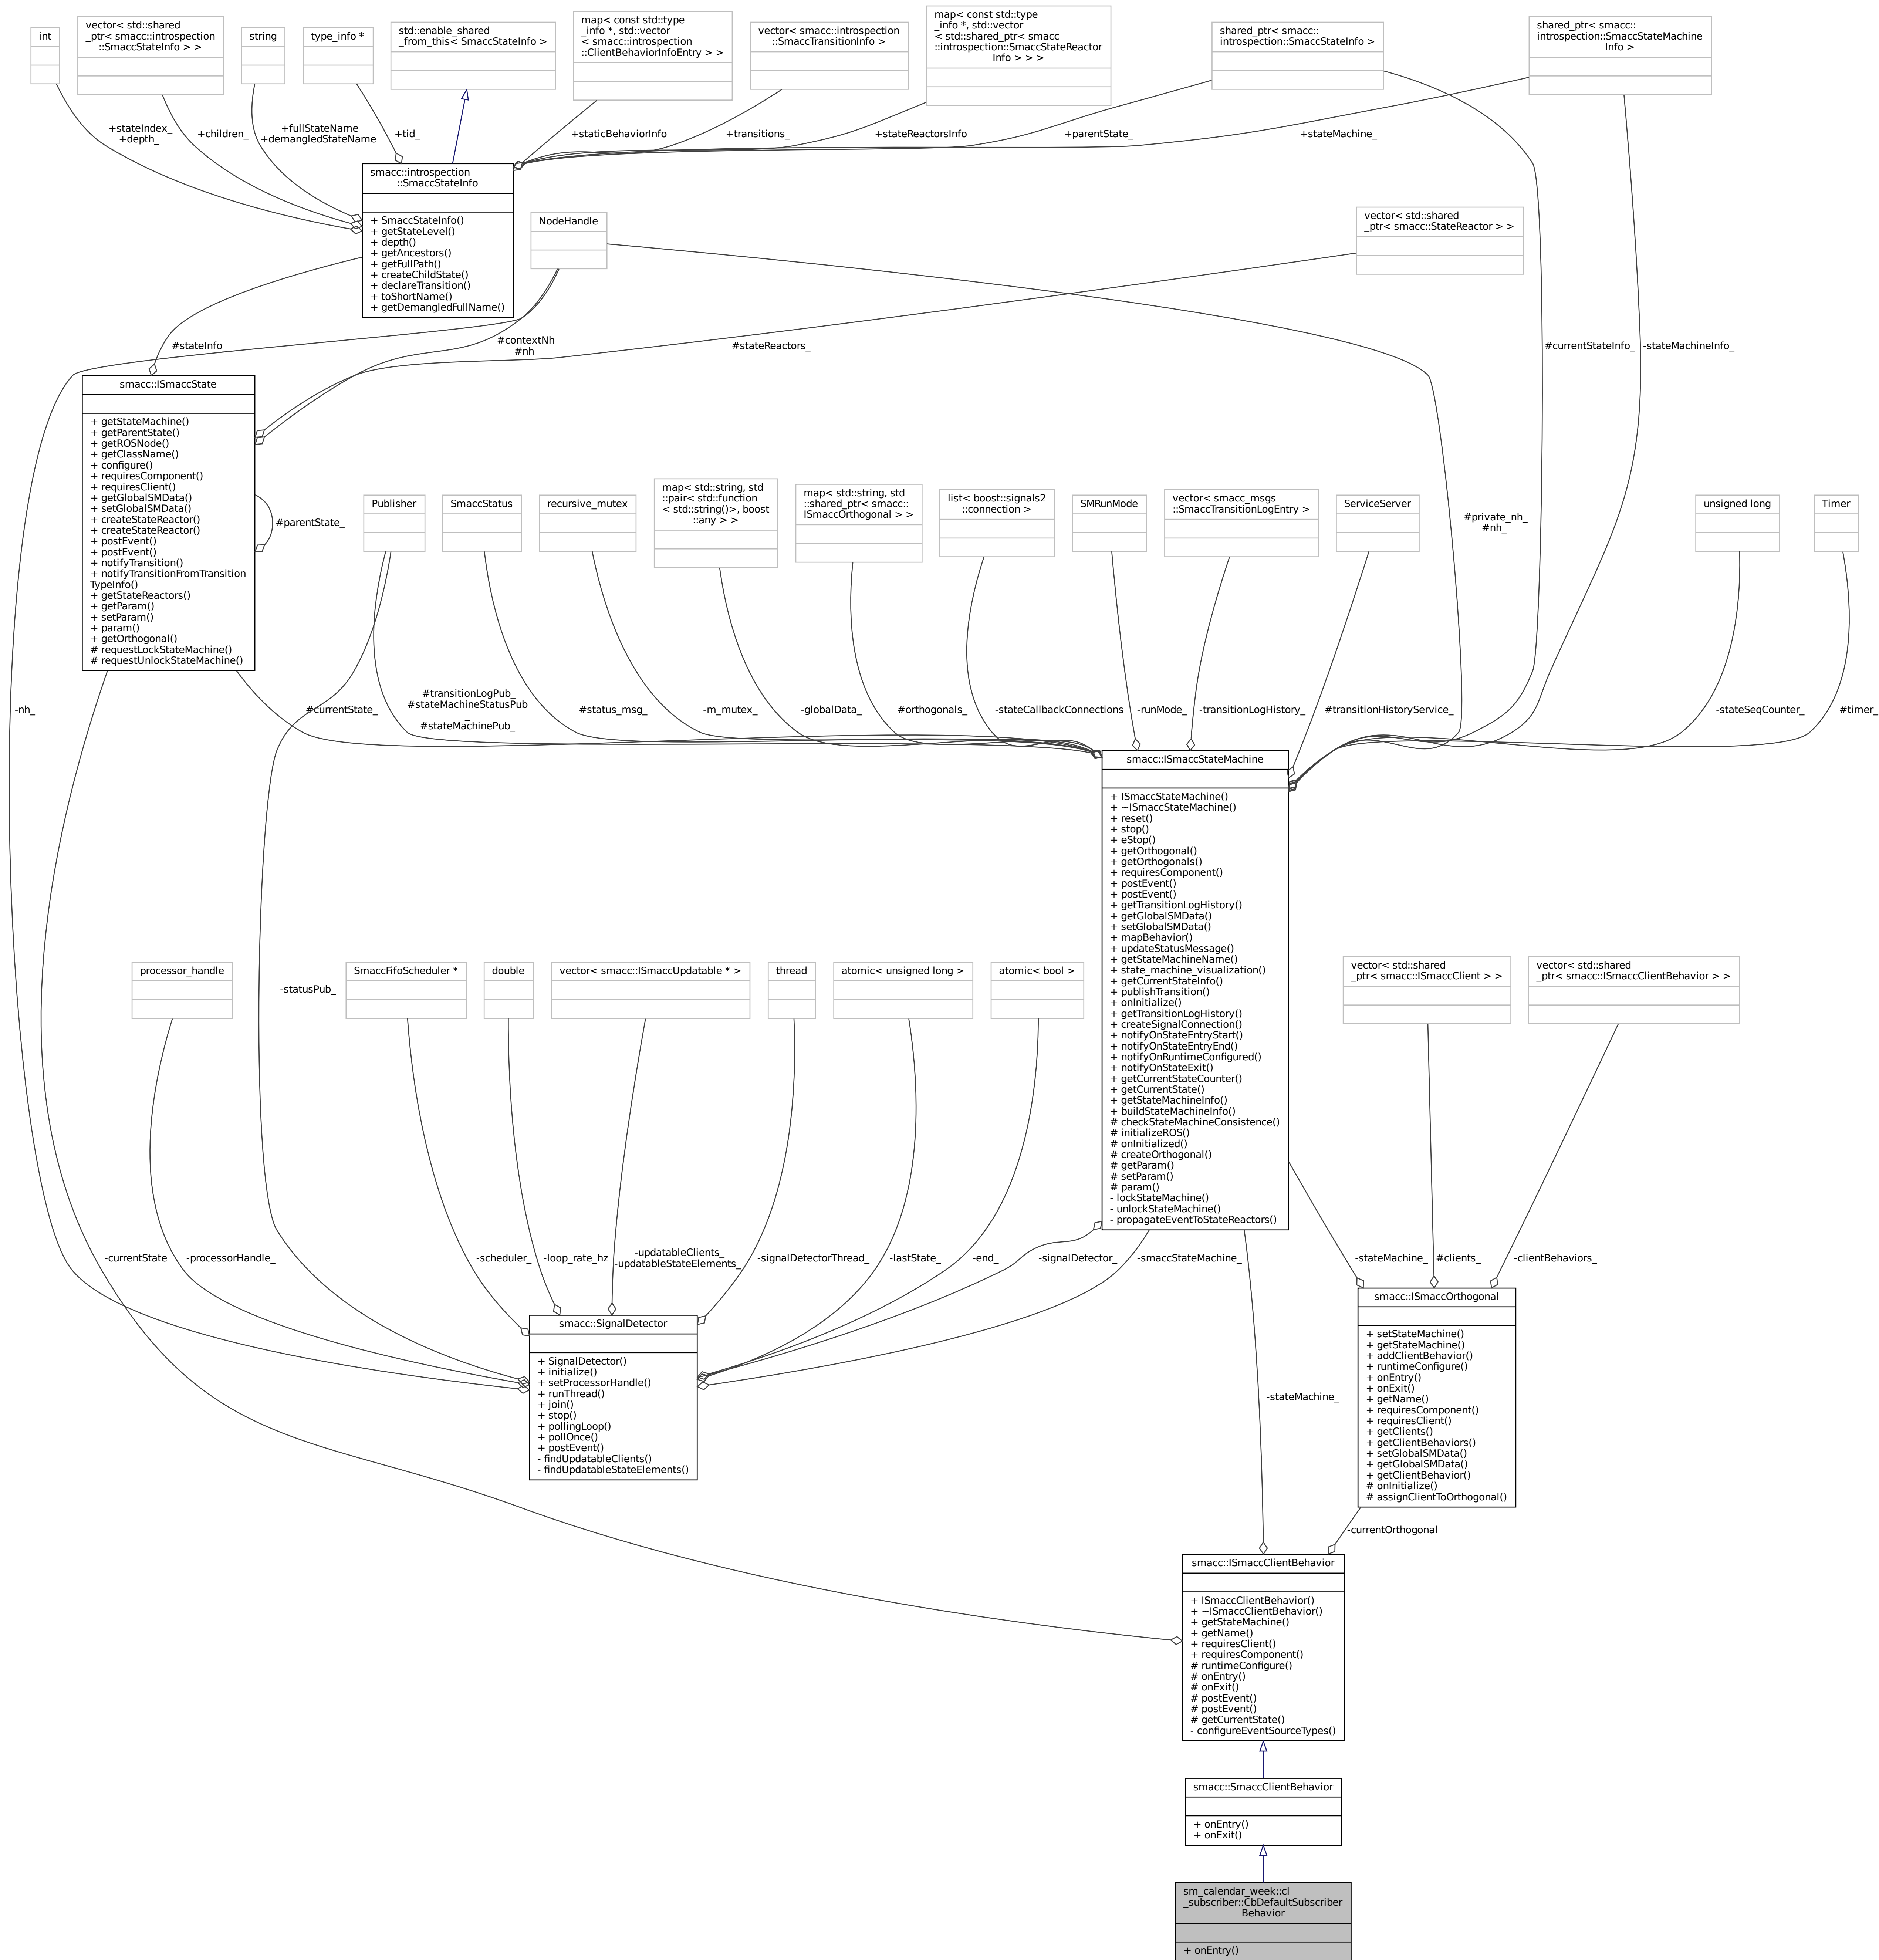 int
vector< std::shared
_ptr< smacc::introspection
::SmaccStateInfo > >
string
type_info *
std::enable_shared
_from_this< SmaccStateInfo >
map< const std::type
_info *, std::vector
< smacc::introspection
::ClientBehaviorInfoEntry > >
vector< smacc::introspection
::SmaccTransitionInfo >
map< const std::type
_info *, std::vector
< std::shared_ptr< smacc
::introspection::SmaccStateReactor
Info > > >
shared_ptr< smacc::
introspection::SmaccStateInfo >
shared_ptr< smacc::
introspection::SmaccStateMachine
Info >
+stateIndex_
+depth_
+children_
+fullStateName
+demangledStateName
+tid_
+staticBehaviorInfo
+transitions_
+stateReactorsInfo
+parentState_
+stateMachine_
smacc::introspection
::SmaccStateInfo
+ SmaccStateInfo()
+ getStateLevel()
+ depth()
+ getAncestors()
+ getFullPath()
+ createChildState()
+ declareTransition()
+ toShortName()
+ getDemangledFullName()
NodeHandle
vector< std::shared
_ptr< smacc::StateReactor > >
#stateInfo_
#contextNh
#nh
#stateReactors_
#currentStateInfo_
-stateMachineInfo_
smacc::ISmaccState
+ getStateMachine()
+ getParentState()
+ getROSNode()
+ getClassName()
+ configure()
+ requiresComponent()
+ requiresClient()
+ getGlobalSMData()
+ setGlobalSMData()
+ createStateReactor()
+ createStateReactor()
+ postEvent()
+ postEvent()
+ notifyTransition()
+ notifyTransitionFromTransition
TypeInfo()
+ getStateReactors()
+ getParam()
+ setParam()
+ param()
+ getOrthogonal()
# requestLockStateMachine()
# requestUnlockStateMachine()
#parentState_
Publisher
SmaccStatus
recursive_mutex
map< std::string, std
::pair< std::function
< std::string()>, boost
::any > >
map< std::string, std
::shared_ptr< smacc::
ISmaccOrthogonal > >
list< boost::signals2
::connection >
SMRunMode
vector< smacc_msgs
::SmaccTransitionLogEntry >
ServiceServer
#private_nh_
#nh_
unsigned long
Timer
-nh_
#currentState_
#transitionLogPub_
#stateMachineStatusPub
_
#stateMachinePub_
#status_msg_
-m_mutex_
-globalData_
#orthogonals_
-stateCallbackConnections
-runMode_
-transitionLogHistory_
#transitionHistoryService_
-stateSeqCounter_
#timer_
smacc::ISmaccStateMachine
+ ISmaccStateMachine()
+ ~ISmaccStateMachine()
+ reset()
+ stop()
+ eStop()
+ getOrthogonal()
+ getOrthogonals()
+ requiresComponent()
+ postEvent()
+ postEvent()
+ getTransitionLogHistory()
+ getGlobalSMData()
+ setGlobalSMData()
+ mapBehavior()
+ updateStatusMessage()
+ getStateMachineName()
+ state_machine_visualization()
+ getCurrentStateInfo()
+ publishTransition()
+ onInitialize()
+ getTransitionLogHistory()
+ createSignalConnection()
+ notifyOnStateEntryStart()
+ notifyOnStateEntryEnd()
+ notifyOnRuntimeConfigured()
+ notifyOnStateExit()
+ getCurrentStateCounter()
+ getCurrentState()
+ getStateMachineInfo()
+ buildStateMachineInfo()
# checkStateMachineConsistence()
# initializeROS()
# onInitialized()
# createOrthogonal()
# getParam()
# setParam()
# param()
- lockStateMachine()
- unlockStateMachine()
- propagateEventToStateReactors()
processor_handle
-statusPub_
SmaccFifoScheduler *
double
vector< smacc::ISmaccUpdatable * >
thread
atomic< unsigned long >
atomic< bool >
vector< std::shared
_ptr< smacc::ISmaccClient > >
vector< std::shared
_ptr< smacc::ISmaccClientBehavior > >
-currentState
-processorHandle_
-scheduler_
-loop_rate_hz
-updatableClients_
-updatableStateElements_
-signalDetectorThread_
-lastState_
-end_
-signalDetector_
-smaccStateMachine_
-stateMachine_
#clients_
-clientBehaviors_
smacc::SignalDetector
+ SignalDetector()
+ initialize()
+ setProcessorHandle()
+ runThread()
+ join()
+ stop()
+ pollingLoop()
+ pollOnce()
+ postEvent()
- findUpdatableClients()
- findUpdatableStateElements()
-stateMachine_
smacc::ISmaccOrthogonal
+ setStateMachine()
+ getStateMachine()
+ addClientBehavior()
+ runtimeConfigure()
+ onEntry()
+ onExit()
+ getName()
+ requiresComponent()
+ requiresClient()
+ getClients()
+ getClientBehaviors()
+ setGlobalSMData()
+ getGlobalSMData()
+ getClientBehavior()
# onInitialize()
# assignClientToOrthogonal()
-currentOrthogonal
smacc::ISmaccClientBehavior
+ ISmaccClientBehavior()
+ ~ISmaccClientBehavior()
+ getStateMachine()
+ getName()
+ requiresClient()
+ requiresComponent()
# runtimeConfigure()
# onEntry()
# onExit()
# postEvent()
# postEvent()
# getCurrentState()
- configureEventSourceTypes()
smacc::SmaccClientBehavior
+ onEntry()
+ onExit()
sm_calendar_week::cl
_subscriber::CbDefaultSubscriber
Behavior
+ onEntry()